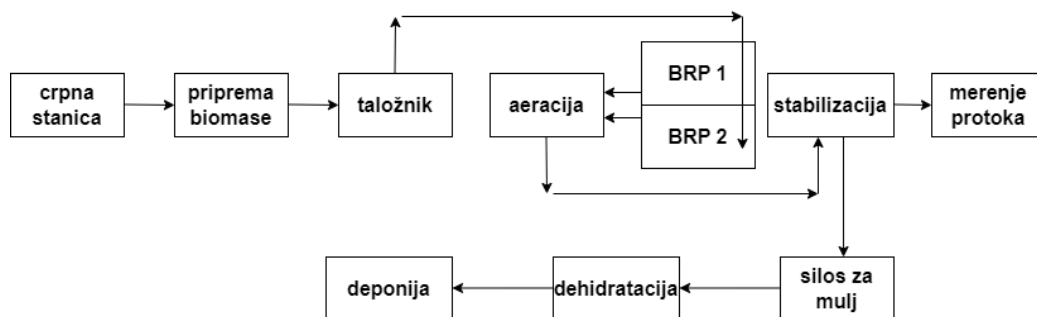 crpna
stanica
priprema
biomase
taložnik
aeracija
BRP 1
BRP 2
stabilizacija
merenje
protoka
deponija
dehidratacija
silos za
mulj